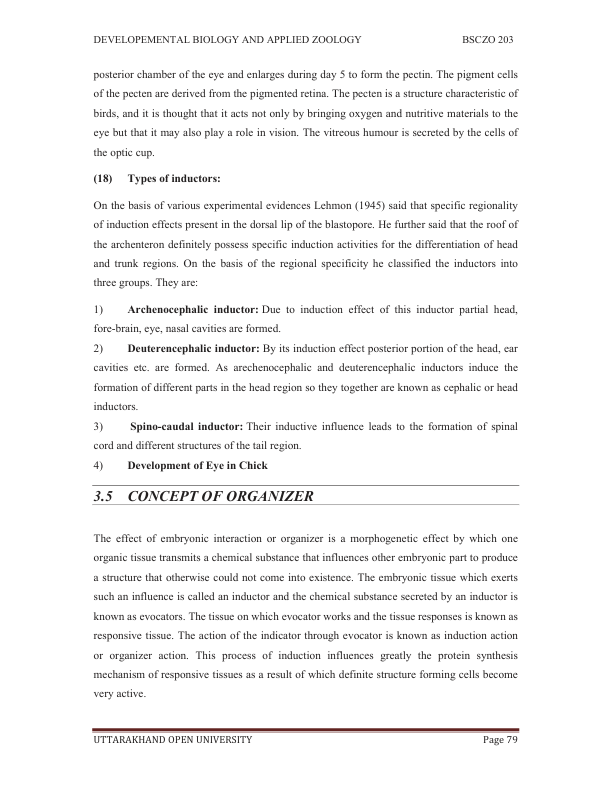 DEVELOPEMENTAL BIOLOGY AND APPLIED ZOOLOGY BSCZO 203
posterior chamber of the eye and enlarges during day 5 to form the pectin. The pigment cells
of the pecten are derived from the pigmented retina. The pecten is a structure characteristic of
birds, and it is thought that it acts not only by bringing oxygen and nutritive materials to the
eye but that it may also play a role in vision. The vitreous humour is secreted by the cells of
the optic cup.
(18) Types of inductors:
On the basis of various experimental evidences Lehmon (1945) said that specific regionality
of induction effects present in the dorsal lip of the blastopore. He further said that the roof of
the archenteron definitely possess specific induction activities for the differentiation of head
and trunk regions. On the basis of the regional specificity he classified the inductors into
three groups. They are:
1) Archenocephalic inductor: Due to induction effect of this inductor partial head,
fore-brain, eye, nasal cavities are formed.
2) Deuterencephalic inductor: By its induction effect posterior portion of the head, ear
cavities etc. are formed. As arechenocephalic and deuterencephalic inductors induce the
formation of different parts in the head region so they together are known as cephalic or head
inductors.
3) Spino-caudal inductor: Their inductive influence leads to the formation of spinal
cord and different structures of the tail region.
4) Development of Eye in Chick
3.5 CONCEPT OF ORGANIZER
The effect of embryonic interaction or organizer is a morphogenetic effect by which one
organic tissue transmits a chemical substance that influences other embryonic part to produce
a structure that otherwise could not come into existence. The embryonic tissue which exerts
such an influence is called an inductor and the chemical substance secreted by an inductor is
known as evocators. The tissue on which evocator works and the tissue responses is known as
responsive tissue. The action of the indicator through evocator is known as induction action
or organizer action. This process of induction influences greatly the protein synthesis
mechanism of responsive tissues as a result of which definite structure forming cells become
very active.
UTTARAKHAND OPEN UNIVERSITY Page 79